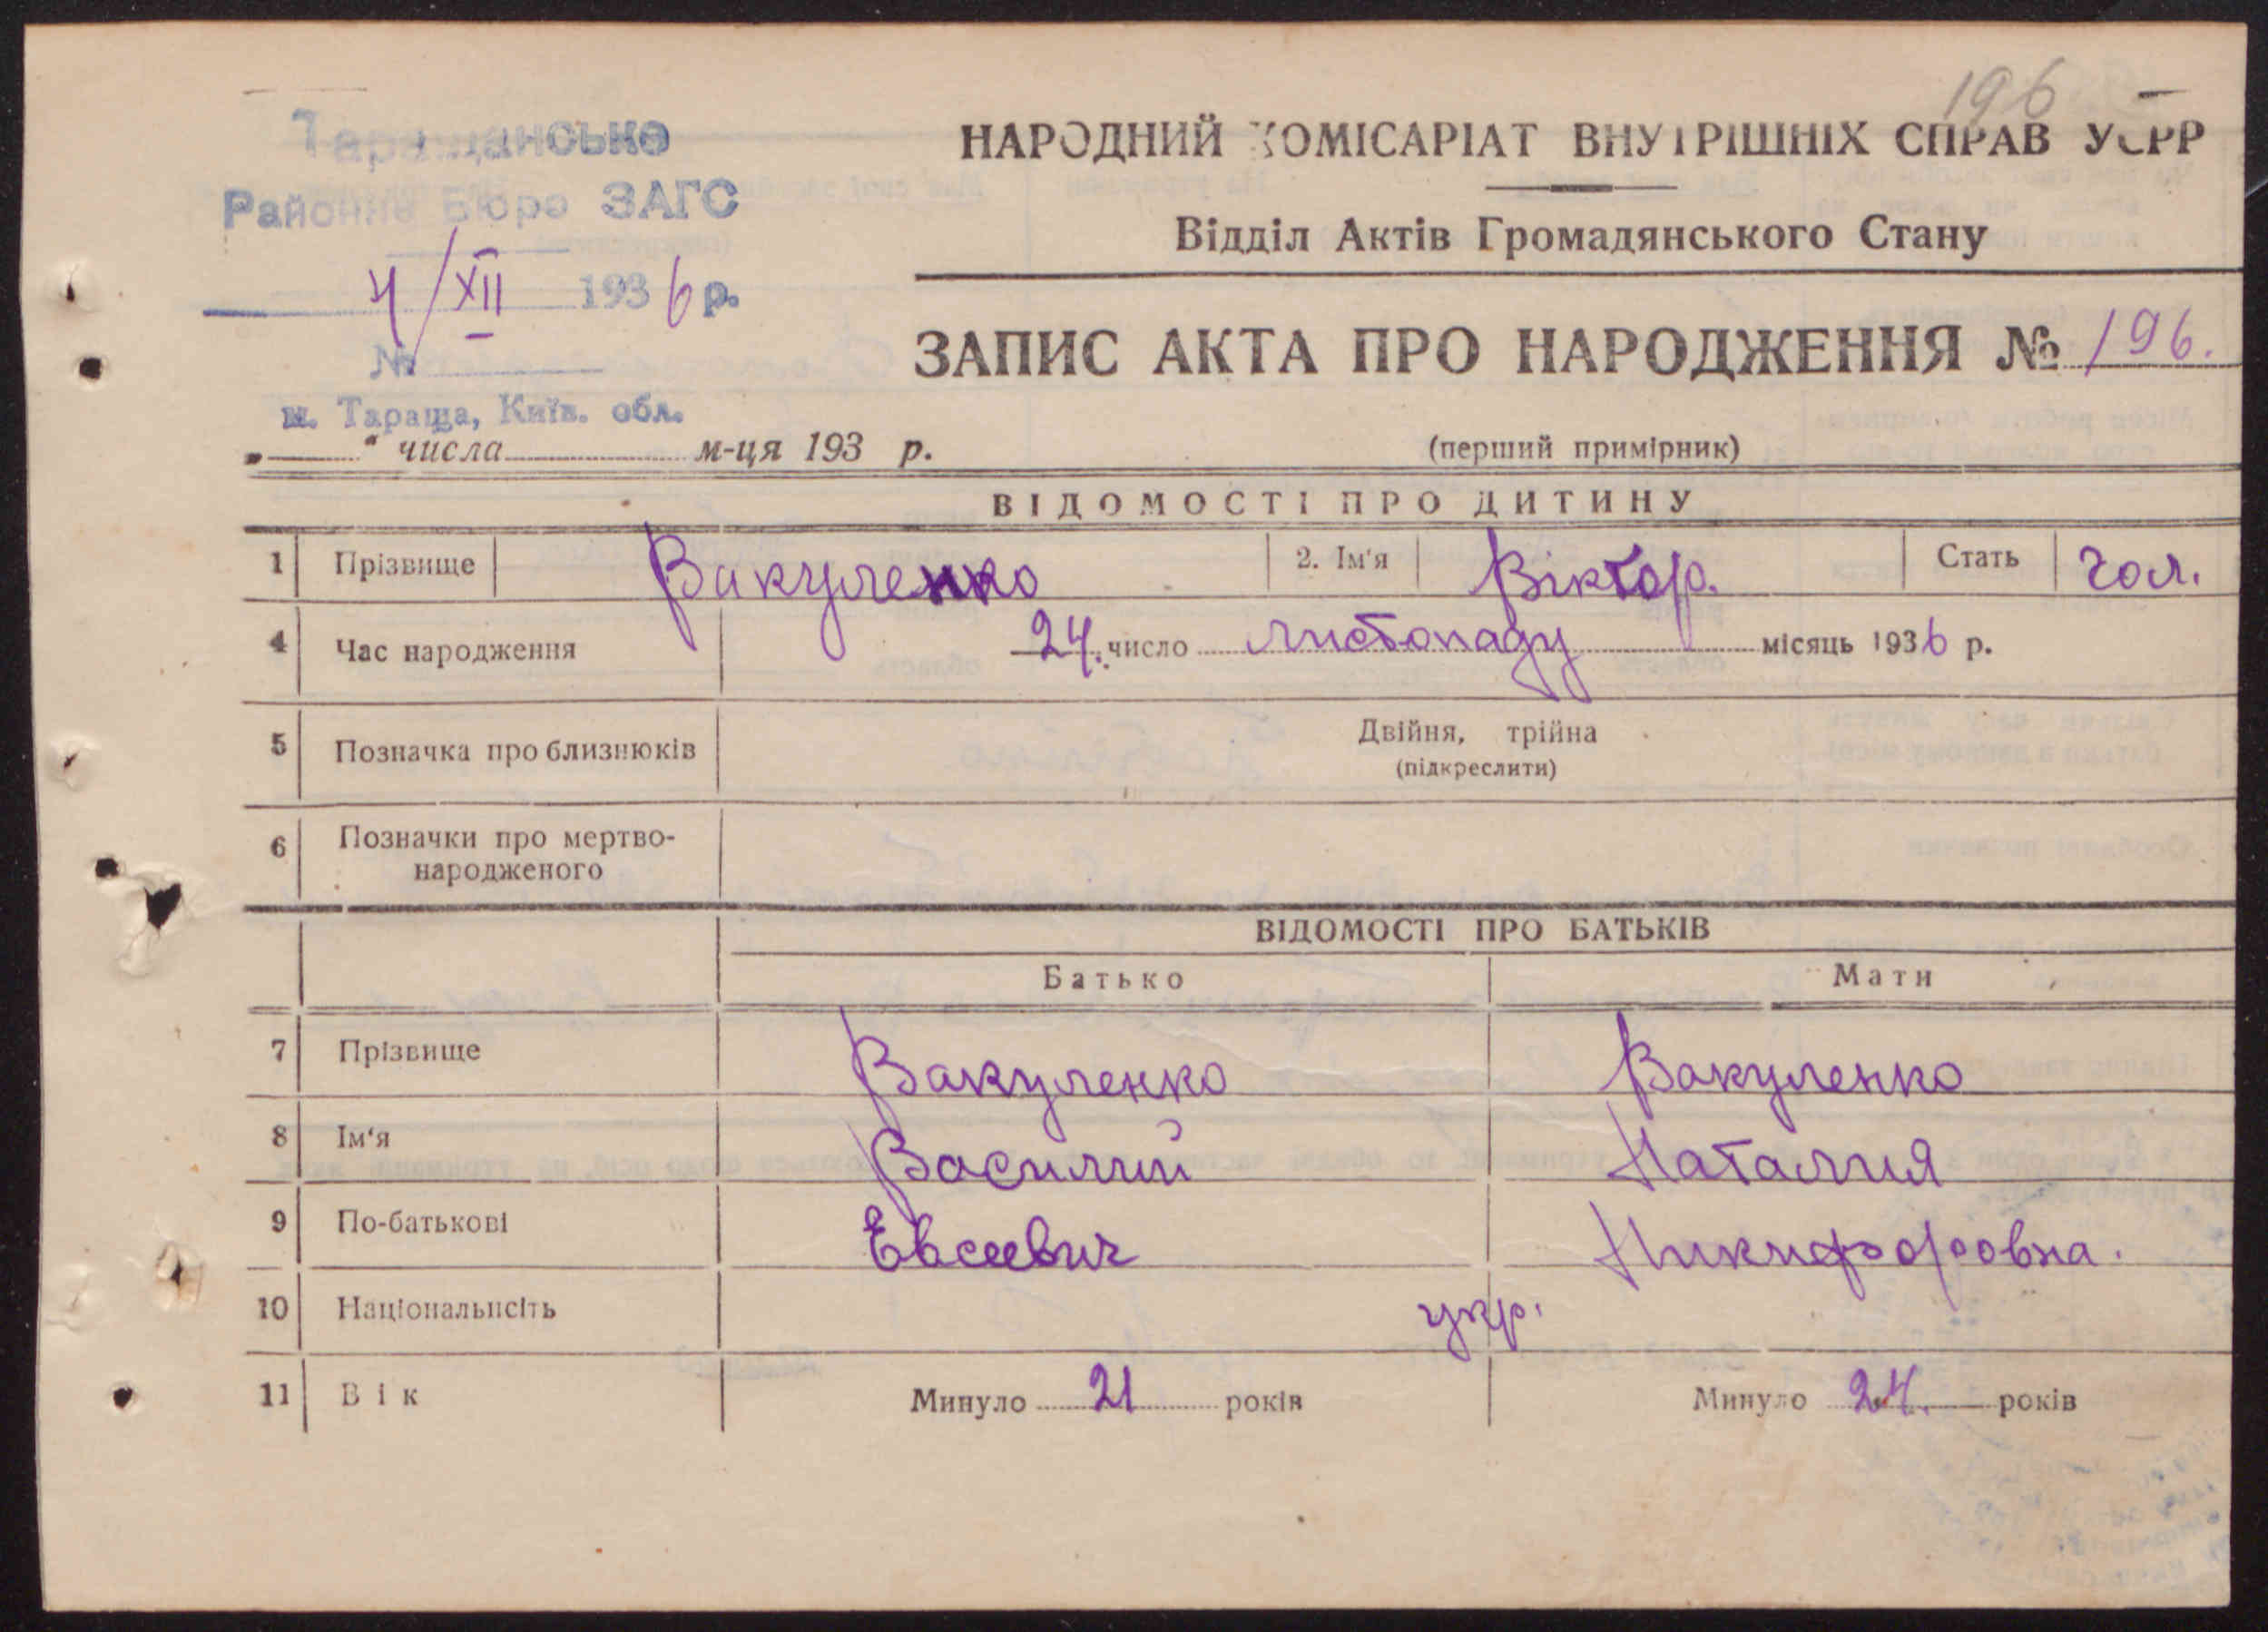 196
Таращанське
Районне Бюро ЗАГС
4/XII 1936 р.
№
м. Тараща, Київ. обл.
НАРОДНИЙ КОМІСАРІАТ ВНУТРІШНІХ СПРАВ УСРР
Відділ Актів Громадянського Стану
ЗАПИС АКТА ПРО НАРОДЖЕННЯ № 196.
„ “ числа м-ця 193 р.
(перший примірник)
ВІДОМОСТІ ПРО ДИТИНУ
1 Прізвище Вакуленко 2. Ім'я Віктор. Стать Чол.
4 Час народження 24. число листопаду місяць 1936 р.
5 Позначка про близнюків Двійня, трійна
(підкреслити)
6 Позначки про мертво-
народженого
ВІДОМОСТІ ПРО БАТЬКІВ
Батько Мати
7 Прізвище Вакуленко Вакуленко
8 Ім'я Василий Наталия
9 По-батькові Евсеевич Никифоровна.
10 Національнсіть укр.
11 Вік Минуло 21 років Минуло 24. років